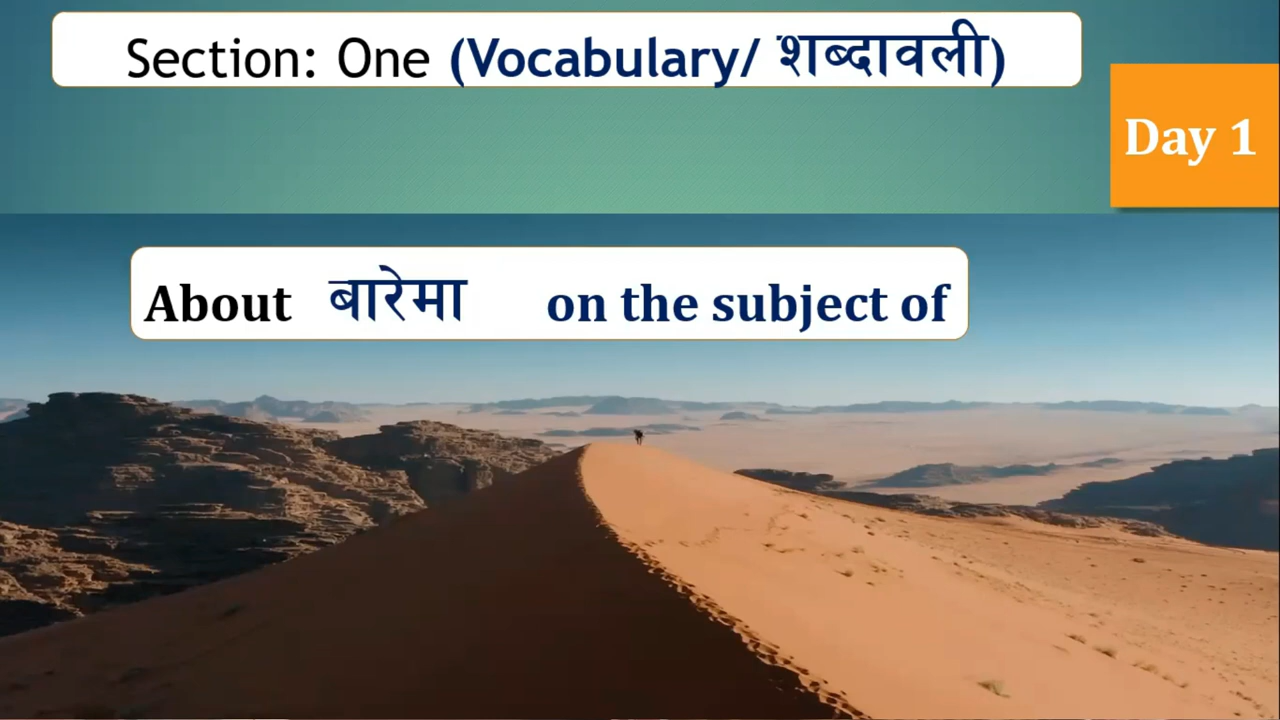 Section: One (Vocabulary/ शब्दावली)
Day 1
About बारेमा on the subject of